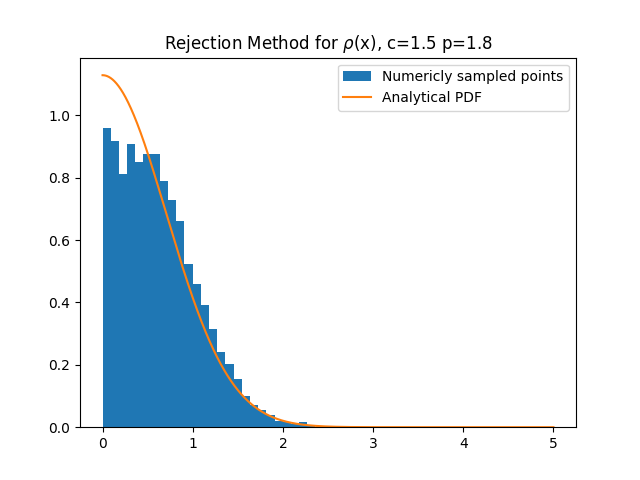 Rejection Method for ρ(x), c=1.5 p=1.8
Numericly sampled points
Analytical PDF
1.0
0.8
0.6
0.4
0.2
0.0
0 1 2 3 4 5